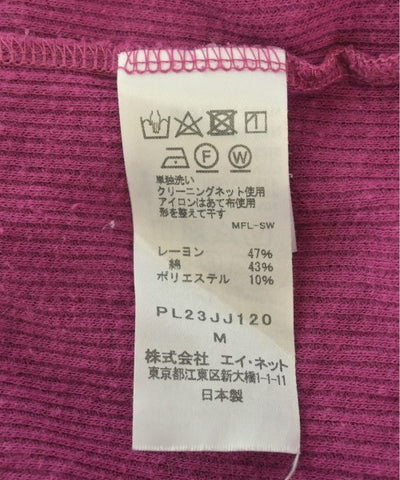 F W
単独洗い
クリーニングネット使用
アイロンはあて布使用
形を整えて干す
MFL-SW
レーヨン 47%
綿 43%
ポリエステル 10%
PL23JJ120
M
株式会社 エイ・ネット
東京都江東区新大橋1-1-11
日本製